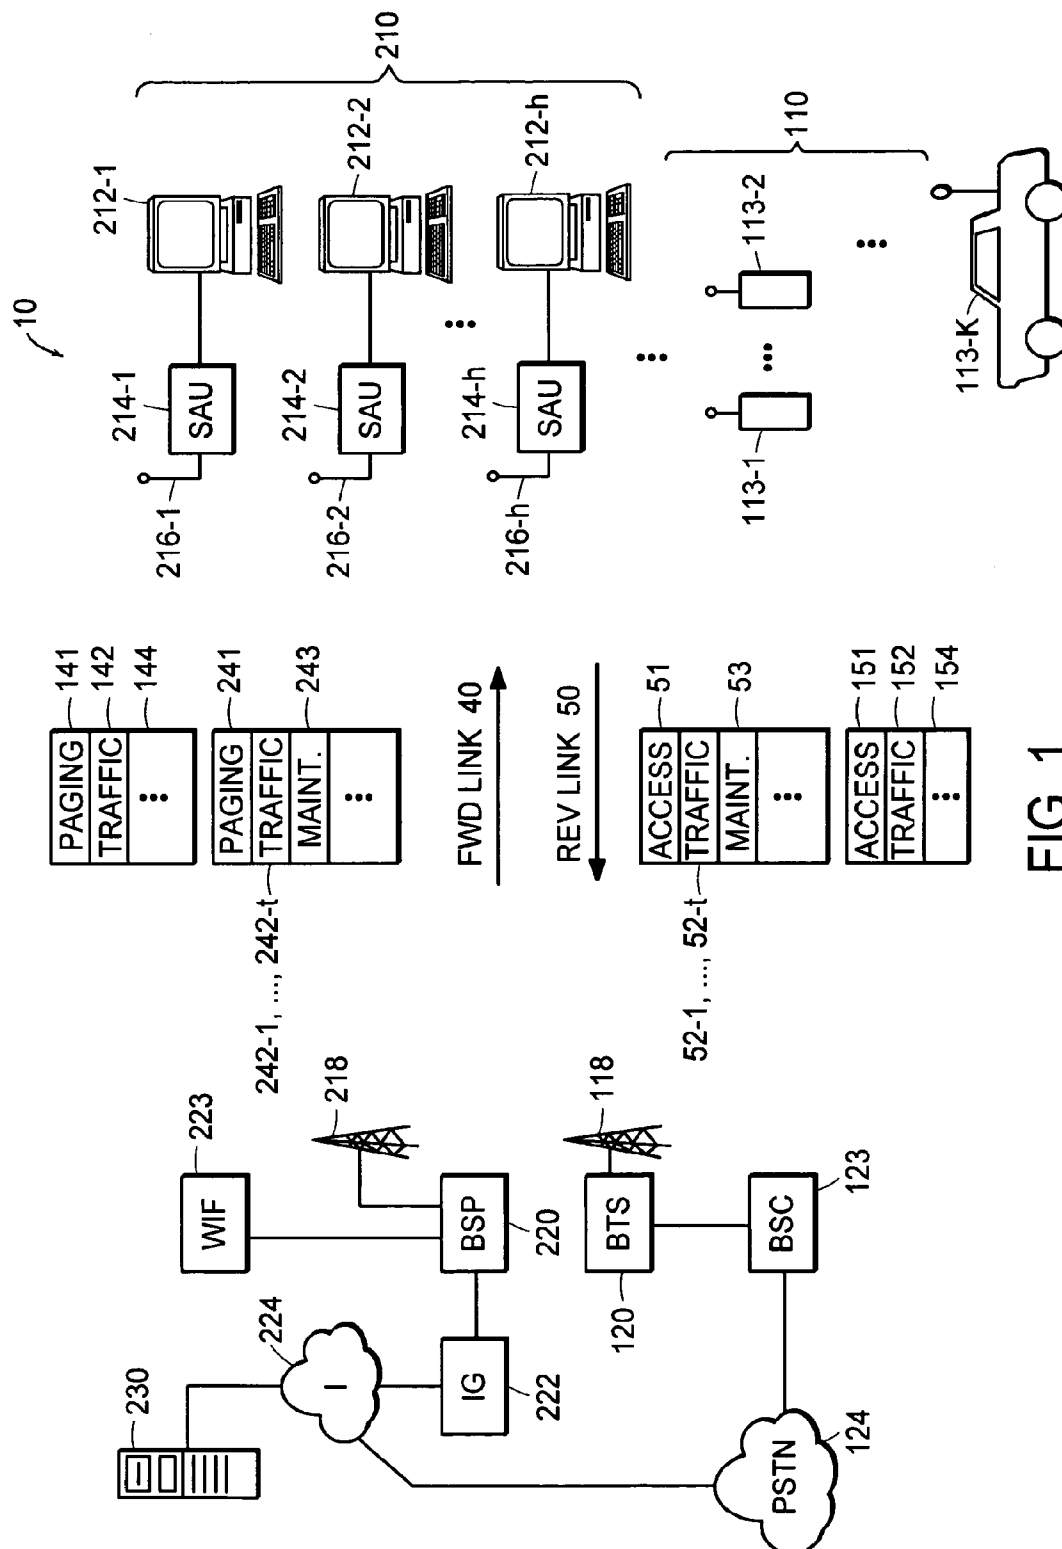 10
230
224
I
IG
222
WIF
223
218
BSP
220
118
BTS
120
BSC
123
PSTN
124
PAGING
TRAFFIC
141
142
144
PAGING
TRAFFIC
MAINT.
241
243
242-1, ..., 242-t
FWD LINK 40
REV LINK 50
ACCESS
TRAFFIC
MAINT.
51
53
52-1, ..., 52-t
ACCESS
TRAFFIC
151
152
154
216-1
214-1
SAU
212-1
216-2
214-2
SAU
212-2
216-h
214-h
SAU
212-h
210
113-1
113-2
110
113-K
FIG. 1